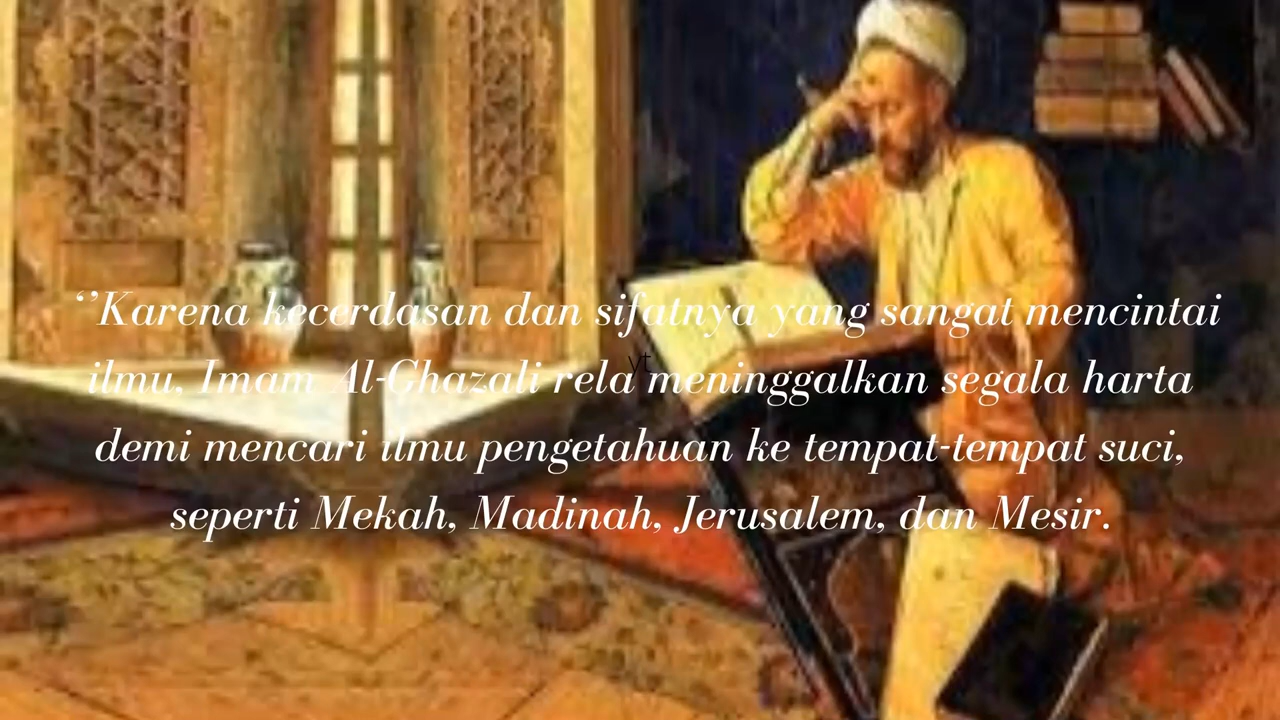 ‘’Karena kecerdasan dan sifatnya yang sangat mencintai
ilmu, Imam Al-Ghazali rela meninggalkan segala harta
demi mencari ilmu pengetahuan ke tempat-tempat suci,
seperti Mekah, Madinah, Jerusalem, dan Mesir.
yt